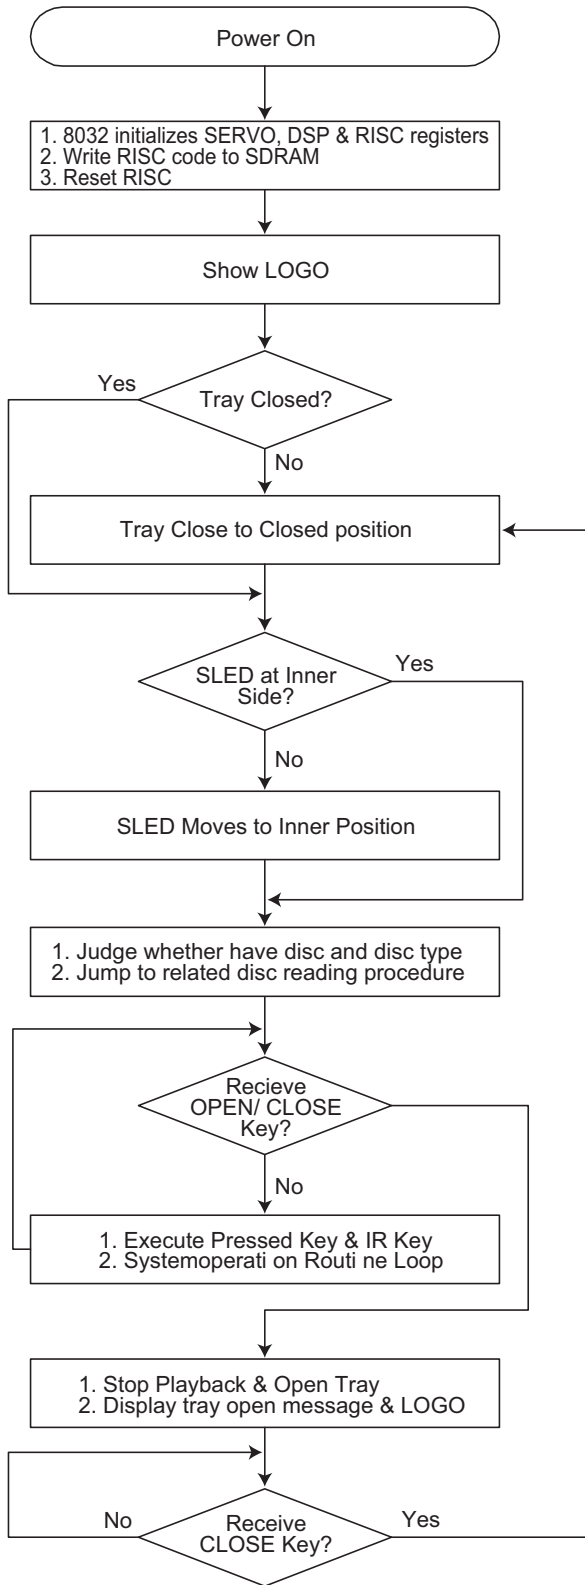 Power On
1. 8032 initializes SERVO, DSP & RISC registers
2. Write RISC code to SDRAM
3. Reset RISC
Show LOGO
Yes
Tray Closed?
No
Tray Close to Closed position
SLED at Inner
Side?
Yes
No
SLED Moves to Inner Position
1. Judge whether have disc and disc type
2. Jump to related disc reading procedure
Recieve
OPEN/ CLOSE
Key?
No
1. Execute Pressed Key & IR Key
2. Systemoperati on Routi ne Loop
1. Stop Playback & Open Tray
2. Display tray open message & LOGO
No
Receive
CLOSE Key?
Yes